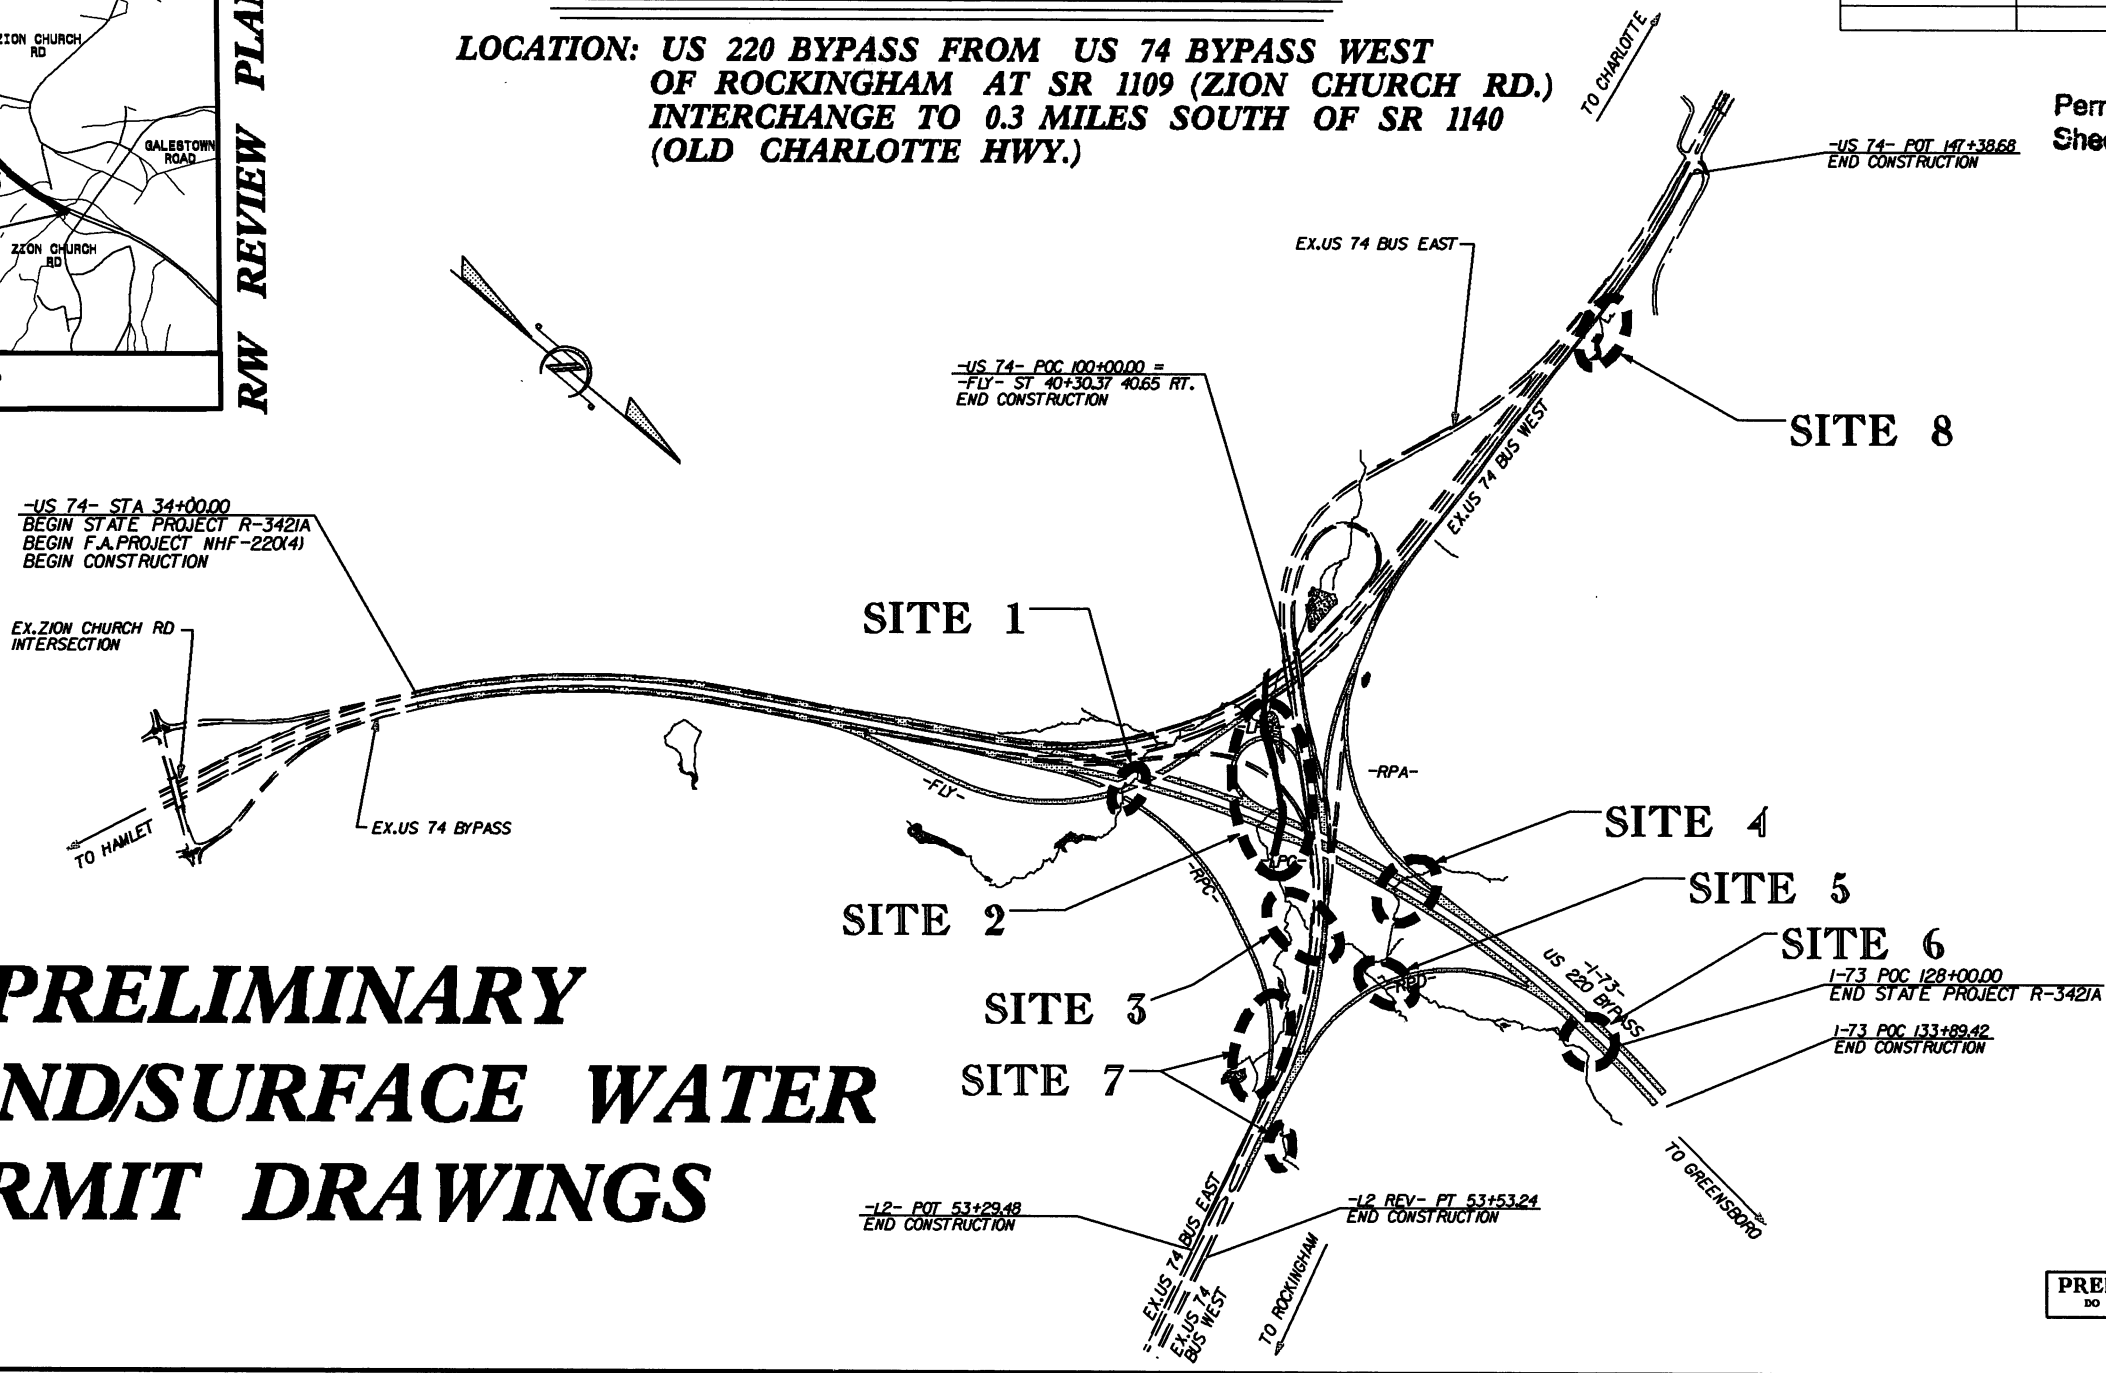 ZION CHURCH
RD
GALESTOWN
ROAD
ZION CHURCH
RD
R/W REVIEW PLAN
LOCATION: US 220 BYPASS FROM US 74 BYPASS WEST
OF ROCKINGHAM AT SR 1109 (ZION CHURCH RD.)
INTERCHANGE TO 0.3 MILES SOUTH OF SR 1140
(OLD CHARLOTTE HWY.)
TO CHARLOTTE
-US 74- POT 147+38.68
END CONSTRUCTION
EX.US 74 BUS EAST
-US 74- POC 100+00.00 =
-FLY- ST 40+30.37 40.65 RT.
END CONSTRUCTION
EX.US 74 BUS WEST
SITE 8
-US 74- STA 34+00.00
BEGIN STATE PROJECT R-3421A
BEGIN F.A.PROJECT NHF-220(4)
BEGIN CONSTRUCTION
EX.ZION CHURCH RD
INTERSECTION
SITE 1
EX.US 74 BYPASS
TO HAMLET
-FLY-
-RPA-
-RPC-
SITE 4
SITE 5
SITE 2
SITE 6
-I-73-
US 220 BYPASS
-RPD-
I-73 POC 128+00.00
END STATE PROJECT R-3421A
SITE 3
I-73 POC 133+89.42
END CONSTRUCTION
SITE 7
PRELIMINARY
ND/SURFACE WATER
RMIT DRAWINGS
TO GREENSBORO
-L2- POT 53+29.48
END CONSTRUCTION
-L2 REV- PT 53+53.24
END CONSTRUCTION
EX.US 74 BUS EAST
EX.US 74
BUS WEST
TO ROCKINGHAM
DO